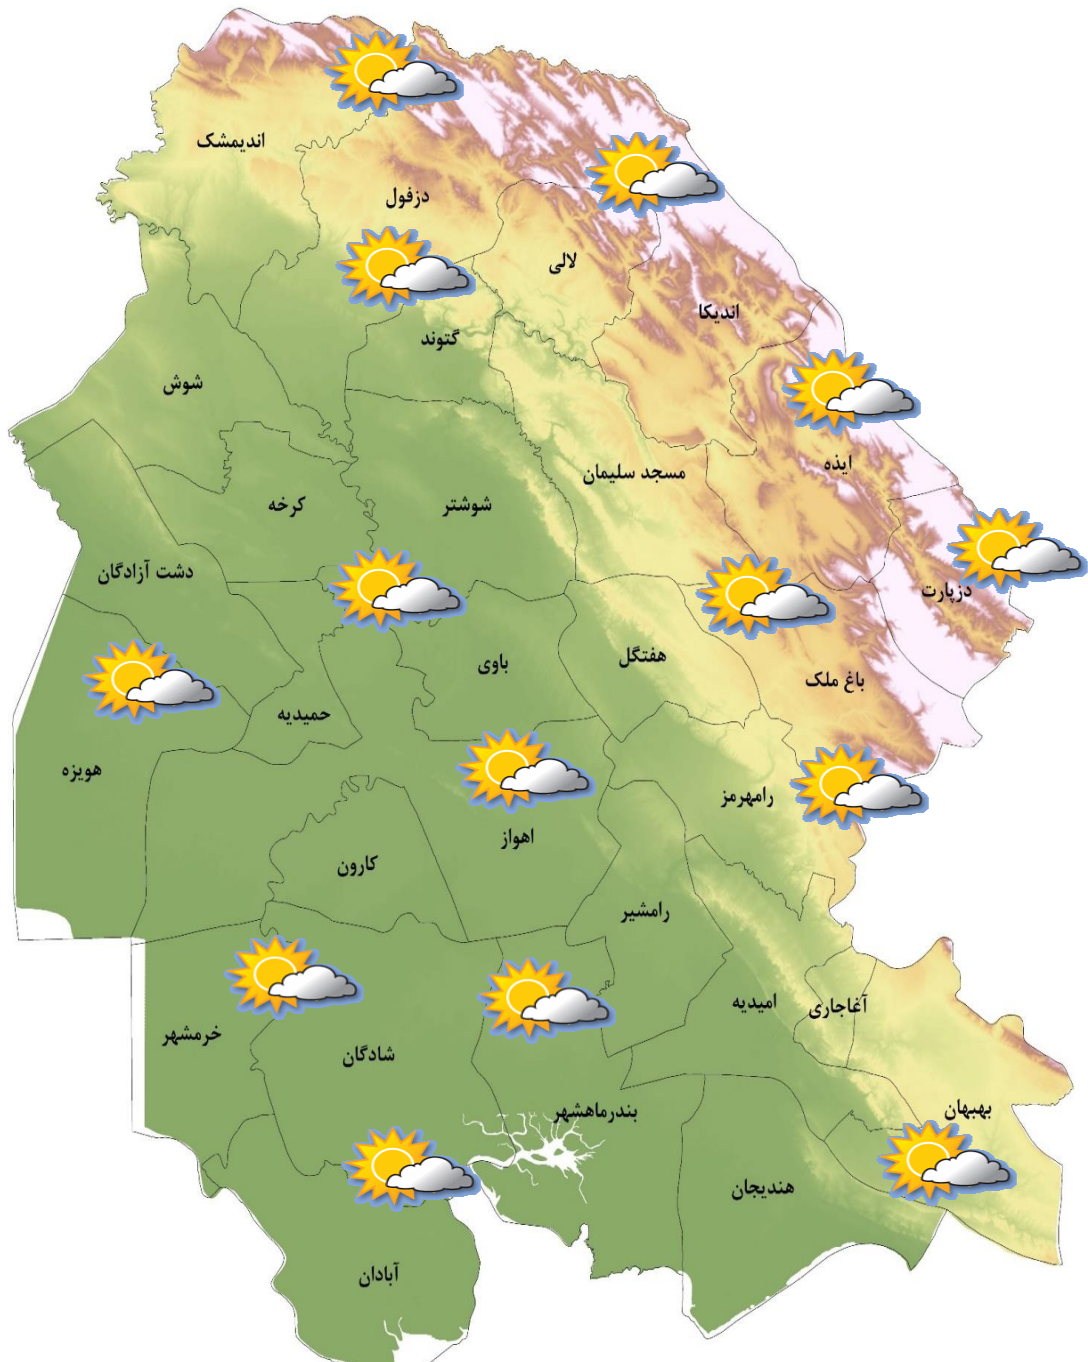 اندیمشک
دزفول
لالی
اندیکا
گتوند
شوش
ایذه
مسجد سلیمان
کرخه
شوشتر
دشت آزادگان
دزپارت
هفتگل
باوی
باغ ملک
حمیدیه
هویزه
رامهرمز
اهواز
کارون
رامشیر
امیدیه
آغاجاری
خرمشهر
شادگان
بندرماهشهر
بهبهان
هندیجان
آبادان